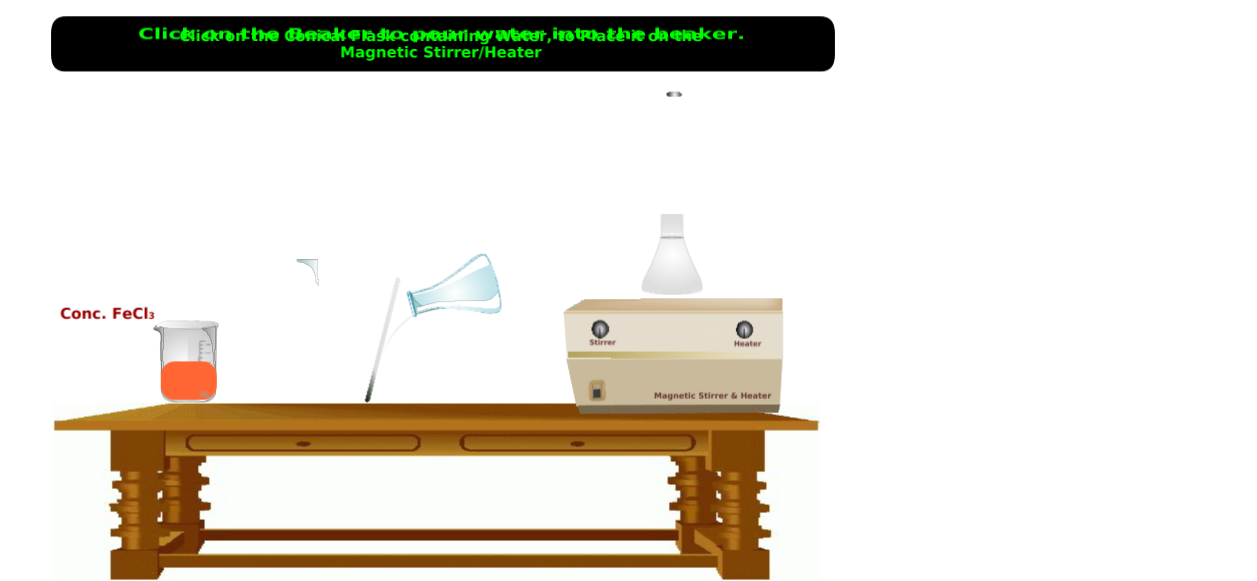 Click on the Beaker to pour water into the beaker.
Click on the Conical Flask containing Water, to Place it on the
Magnetic Stirrer/Heater
Conc. FeCl₃
Stirrer
Heater
Magnetic Stirrer & Heater